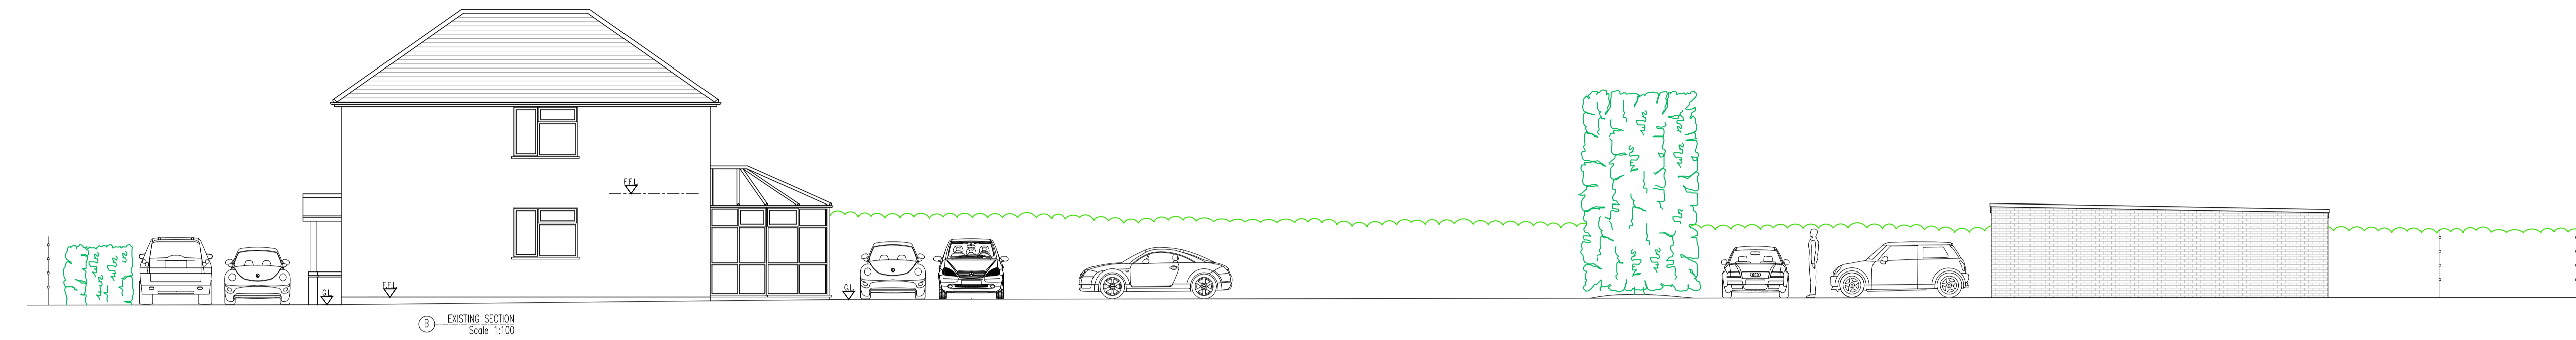 F.F.L
F.F.L
G.L
G.L
B
EXISTING SECTION
Scale 1:100